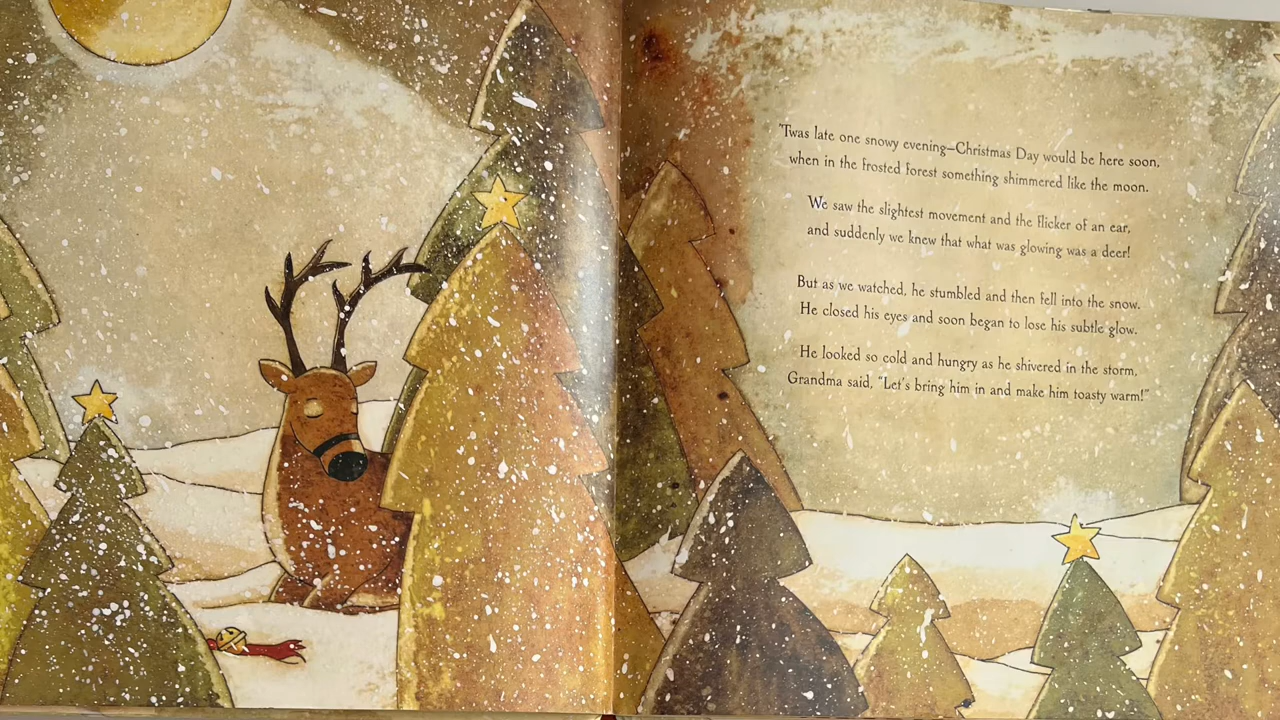 'Twas late one snowy evening—Christmas Day would be here soon,
when in the frosted forest something shimmered like the moon.
We saw the slightest movement and the flicker of an ear,
and suddenly we knew that what was glowing was a deer!
But as we watched, he stumbled and then fell into the snow.
He closed his eyes and soon began to lose his subtle glow.
He looked so cold and hungry as he shivered in the storm,
Grandma said, "Let's bring him in and make him toasty warm!"